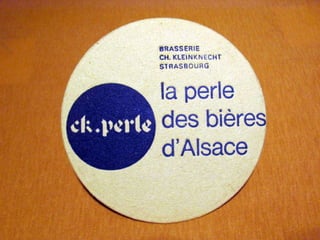 BRASSERIE
CH. KLEINKNECHT
STRASBOURG
la perle
ck.perle
des bières
d'Alsace